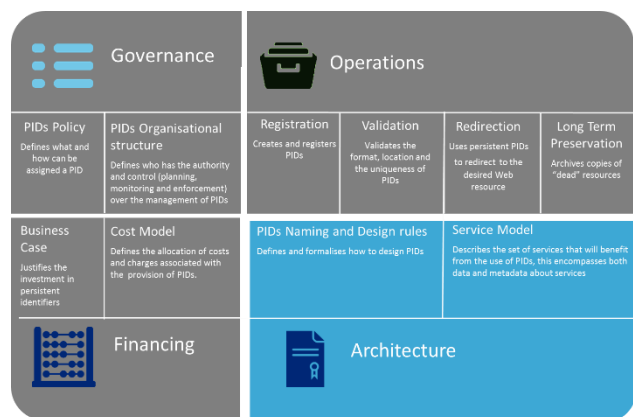 Governance
Operations
PIDs Policy
Defines what and
how can be
assigned a PID
PIDs Organisational
structure
Defines who has the authority
and control (planning,
monitoring and enforcement)
over the management of PIDs
Registration
Creates and registers
PIDs
Validation
Validates the
format, location and
the uniqueness of
PIDs
Redirection
Uses persistent PIDs
to redirect to the
desired Web
resource
Long Term
Preservation
Archives copies of
“dead” resources
Business
Case
Justifies the
investment in
persistent
identifiers
Cost Model
Defines the allocation of costs
and charges associated with
the provision of PIDs.
PIDs Naming and Design rules
Defines and formalises how to design PIDs
Service Model
Describes the set of services that will benefit
from the use of PIDs, this encompasses both
data and metadata about services
Financing
Architecture